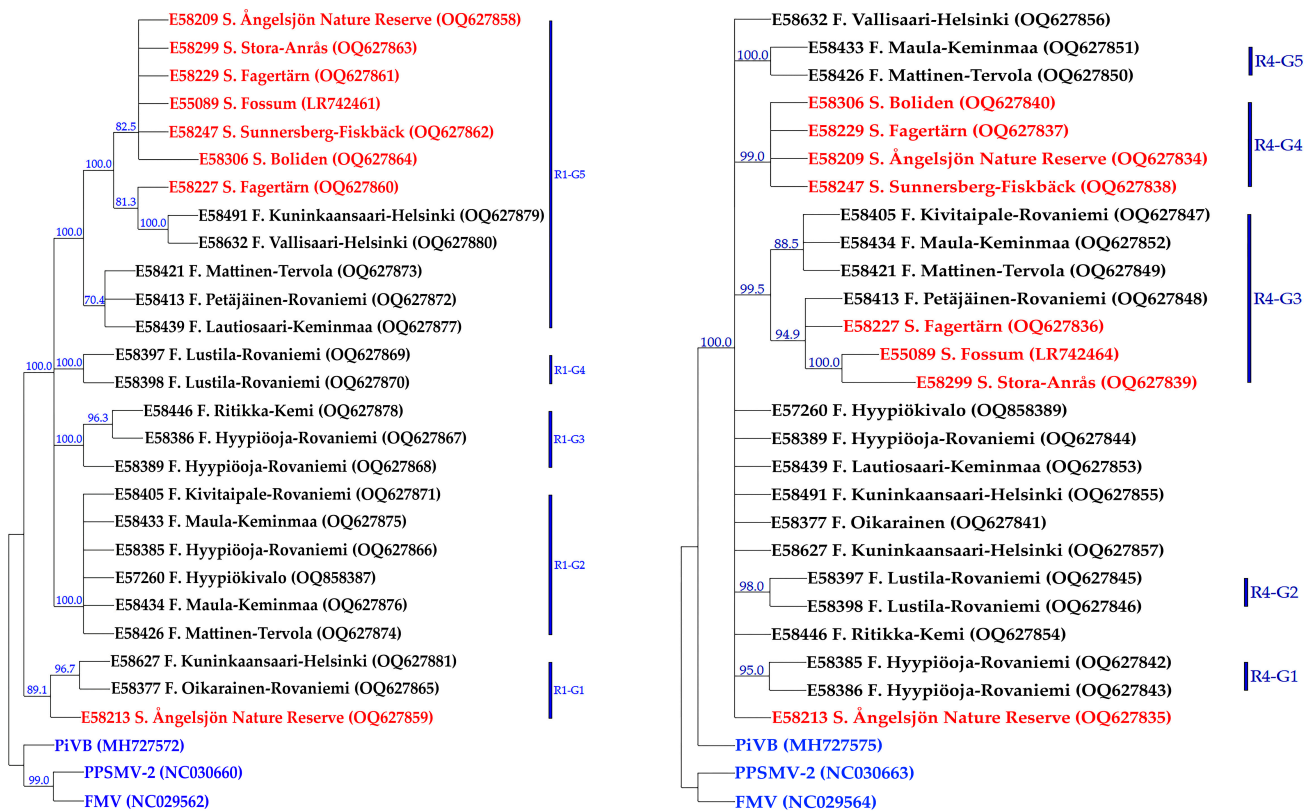 E58209 S. Ångelsjön Nature Reserve (OQ627858)
E58299 S. Stora-Anrås (OQ627863)
E58229 S. Fagertärn (OQ627861)
E55089 S. Fossum (LR742461)
82.5
E58247 S. Sunnersberg-Fiskbäck (OQ627862)
E58306 S. Boliden (OQ627864)
100.0
R1-G5
E58227 S. Fagertärn (OQ627860)
81.3
E58491 F. Kuninkaansaari-Helsinki (OQ627879)
100.0
E58632 F. Vallisaari-Helsinki (OQ627880)
100.0
E58421 F. Mattinen-Tervola (OQ627873)
70.4
E58413 F. Petäjäinen-Rovaniemi (OQ627872)
E58439 F. Lautiosaari-Keminmaa (OQ627877)
E58397 F. Lustila-Rovaniemi (OQ627869)
100.0
100.0
R1-G4
E58398 F. Lustila-Rovaniemi (OQ627870)
E58446 F. Ritikka-Kemi (OQ627878)
96.3
E58386 F. Hyypiöoja-Rovaniemi (OQ627867)
100.0
R1-G3
E58389 F. Hyypiöoja-Rovaniemi (OQ627868)
E58405 F. Kivitaipale-Rovaniemi (OQ627871)
E58433 F. Maula-Keminmaa (OQ627875)
E58385 F. Hyypiöoja-Rovaniemi (OQ627866)
R1-G2
E57260 F. Hyypiökivalo (OQ858387)
100.0
E58434 F. Maula-Keminmaa (OQ627876)
E58426 F. Mattinen-Tervola (OQ627874)
E58627 F. Kuninkaansaari-Helsinki (OQ627881)
96.7
E58377 F. Oikarainen-Rovaniemi (OQ627865)
89.1
R1-G1
E58213 S. Ångelsjön Nature Reserve (OQ627859)
PiVB (MH727572)
PPSMV-2 (NC030660)
99.0
FMV (NC029562)
E58632 F. Vallisaari-Helsinki (OQ627856)
E58433 F. Maula-Keminmaa (OQ627851)
100.0
R4-G5
E58426 F. Mattinen-Tervola (OQ627850)
E58306 S. Boliden (OQ627840)
E58229 S. Fagertärn (OQ627837)
R4-G4
99.0
E58209 S. Ångelsjön Nature Reserve (OQ627834)
E58247 S. Sunnersberg-Fiskbäck (OQ627838)
E58405 F. Kivitaipale-Rovaniemi (OQ627847)
88.5
E58434 F. Maula-Keminmaa (OQ627852)
E58421 F. Mattinen-Tervola (OQ627849)
99.5
E58413 F. Petäjäinen-Rovaniemi (OQ627848)
R4-G3
E58227 S. Fagertärn (OQ627836)
94.9
100.0
E55089 S. Fossum (LR742464)
100.0
E58299 S. Stora-Anrås (OQ627839)
E57260 F. Hyypiökivalo (OQ858389)
E58389 F. Hyypiöoja-Rovaniemi (OQ627844)
E58439 F. Lautiosaari-Keminmaa (OQ627853)
E58491 F. Kuninkaansaari-Helsinki (OQ627855)
E58377 F. Oikarainen (OQ627841)
E58627 F. Kuninkaansaari-Helsinki (OQ627857)
E58397 F. Lustila-Rovaniemi (OQ627845)
98.0
R4-G2
E58398 F. Lustila-Rovaniemi (OQ627846)
E58446 F. Ritikka-Kemi (OQ627854)
E58385 F. Hyypiöoja-Rovaniemi (OQ627842)
95.0
R4-G1
E58386 F. Hyypiöoja-Rovaniemi (OQ627843)
E58213 S. Ångelsjön Nature Reserve (OQ627835)
PiVB (MH727575)
PPSMV-2 (NC030663)
FMV (NC029564)